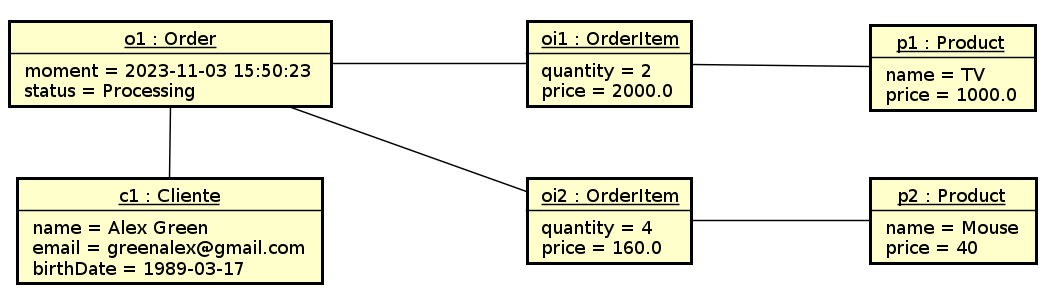 o1 : Order
moment = 2023-11-03 15:50:23
status = Processing
oi1 : OrderItem
quantity = 2
price = 2000.0
p1 : Product
name = TV
price = 1000.0
c1 : Cliente
name = Alex Green
email = greenalex@gmail.com
birthDate = 1989-03-17
oi2 : OrderItem
quantity = 4
price = 160.0
p2 : Product
name = Mouse
price = 40